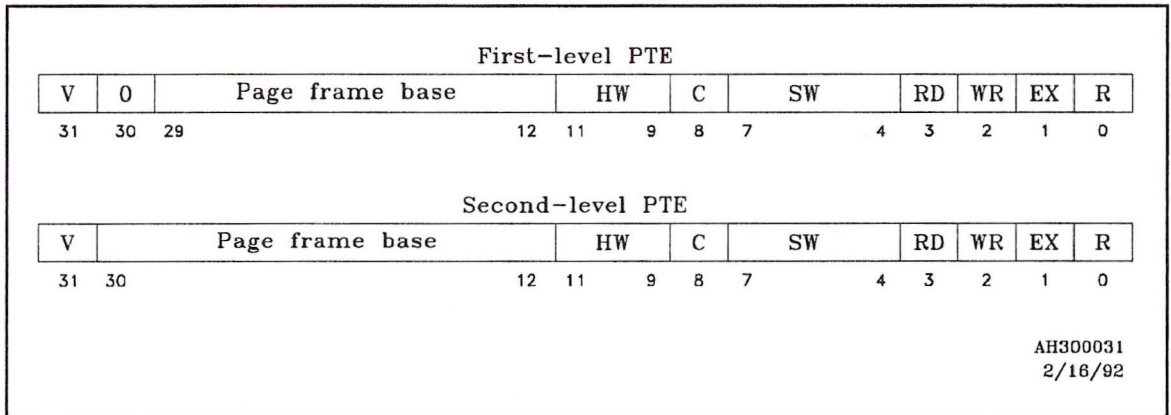 First-level PTE
V 0 Page frame base HW C SW RD WR EX R
31 30 29 12 11 9 8 7 4 3 2 1 0
Second-level PTE
V Page frame base HW C SW RD WR EX R
31 30 12 11 9 8 7 4 3 2 1 0
AH300031
2/16/92